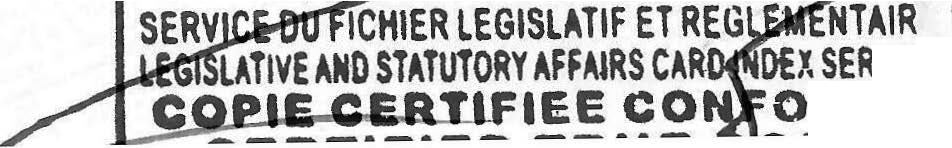 SERVICE DU FICHIER LEGISLATIF ET REGLEMENTAIR
LEGISLATIVE AND STATUTORY AFFAIRS CARD INDEX SER
COPIE CERTIFIEE CONFO